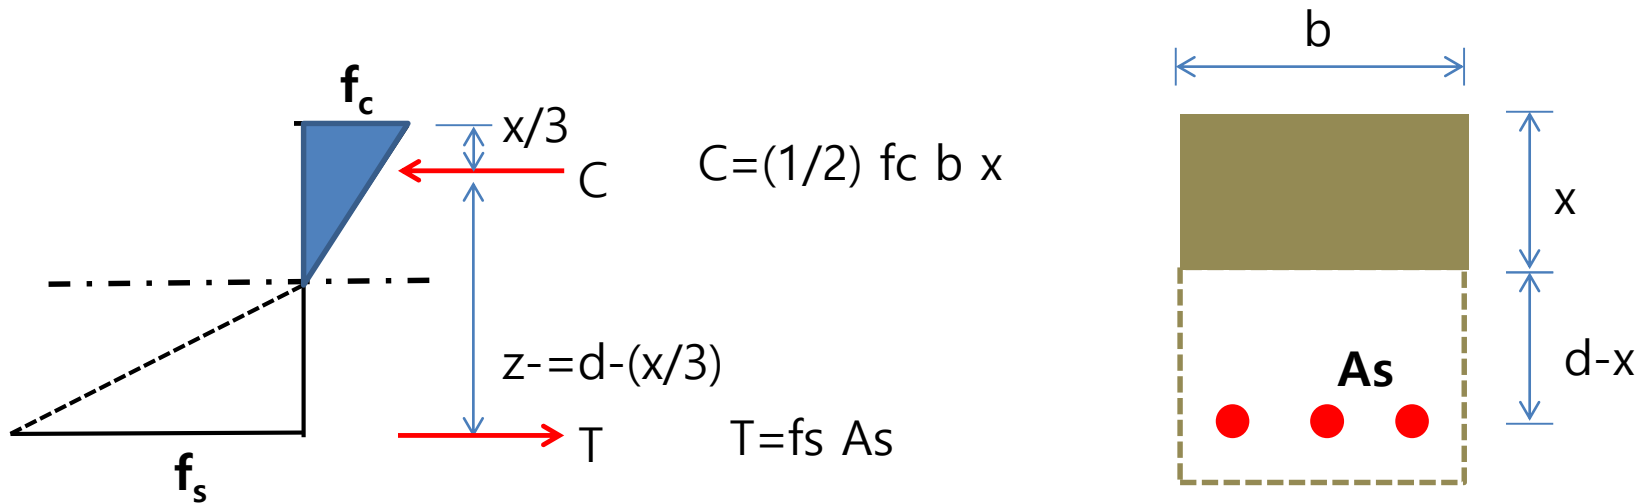 b
fc
x/3
C
C=(1/2) fc b x
x
z-=d-(x/3)
d-x
As
T
T=fs As
fs